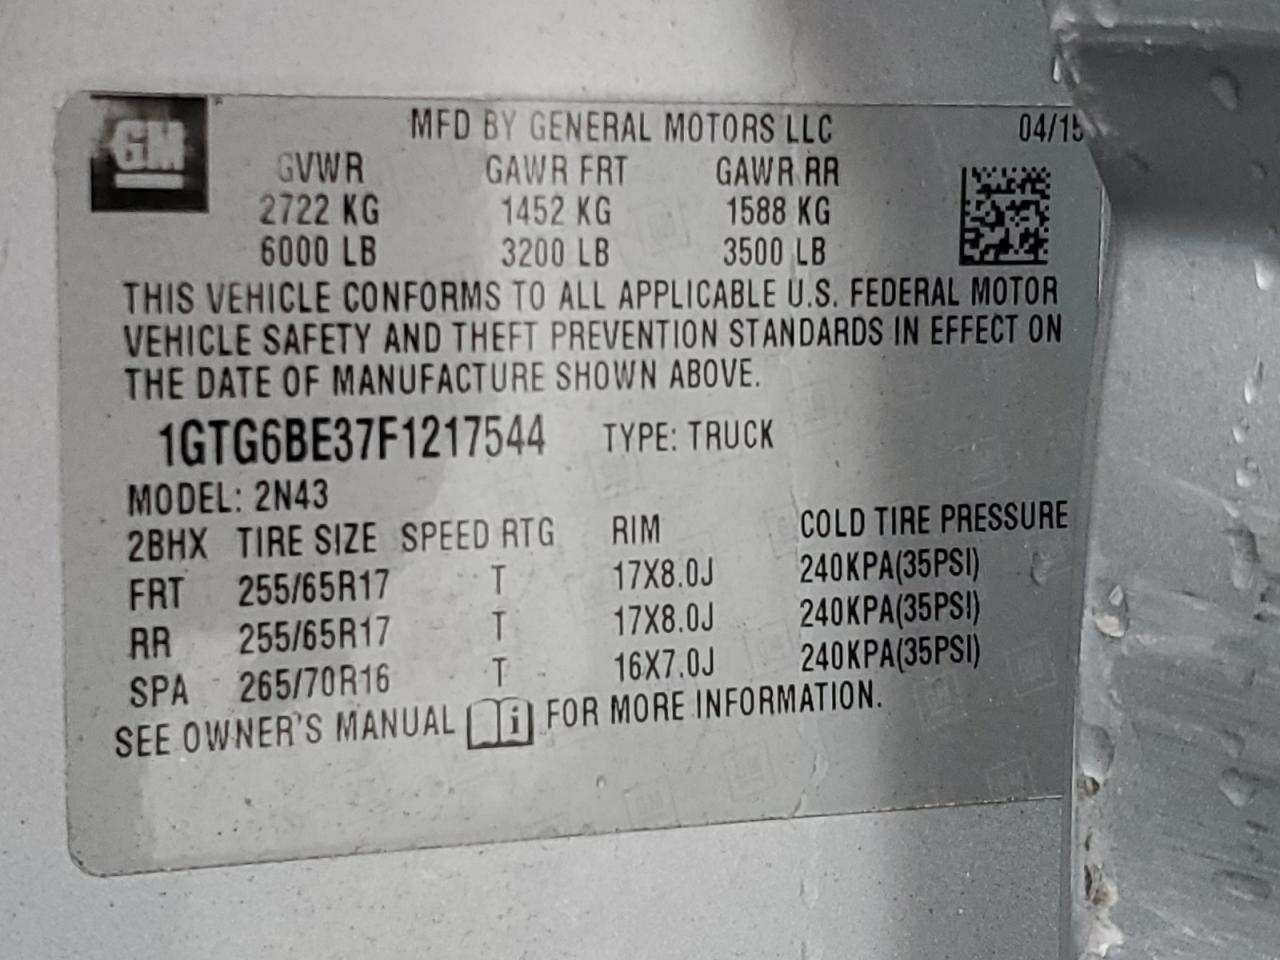 GM
MFD BY GENERAL MOTORS LLC 04/15
GVWR GAWR FRT GAWR RR
2722 KG 1452 KG 1588 KG
6000 LB 3200 LB 3500 LB
THIS VEHICLE CONFORMS TO ALL APPLICABLE U.S. FEDERAL MOTOR
VEHICLE SAFETY AND THEFT PREVENTION STANDARDS IN EFFECT ON
THE DATE OF MANUFACTURE SHOWN ABOVE.
1GTG6BE37F1217544 TYPE: TRUCK
MODEL: 2N43
2BHX TIRE SIZE SPEED RTG RIM COLD TIRE PRESSURE
FRT 255/65R17 T 17X8.0J 240KPA(35PSI)
RR 255/65R17 T 17X8.0J 240KPA(35PSI)
SPA 265/70R16 T 16X7.0J 240KPA(35PSI)
SEE OWNER'S MANUAL i FOR MORE INFORMATION.